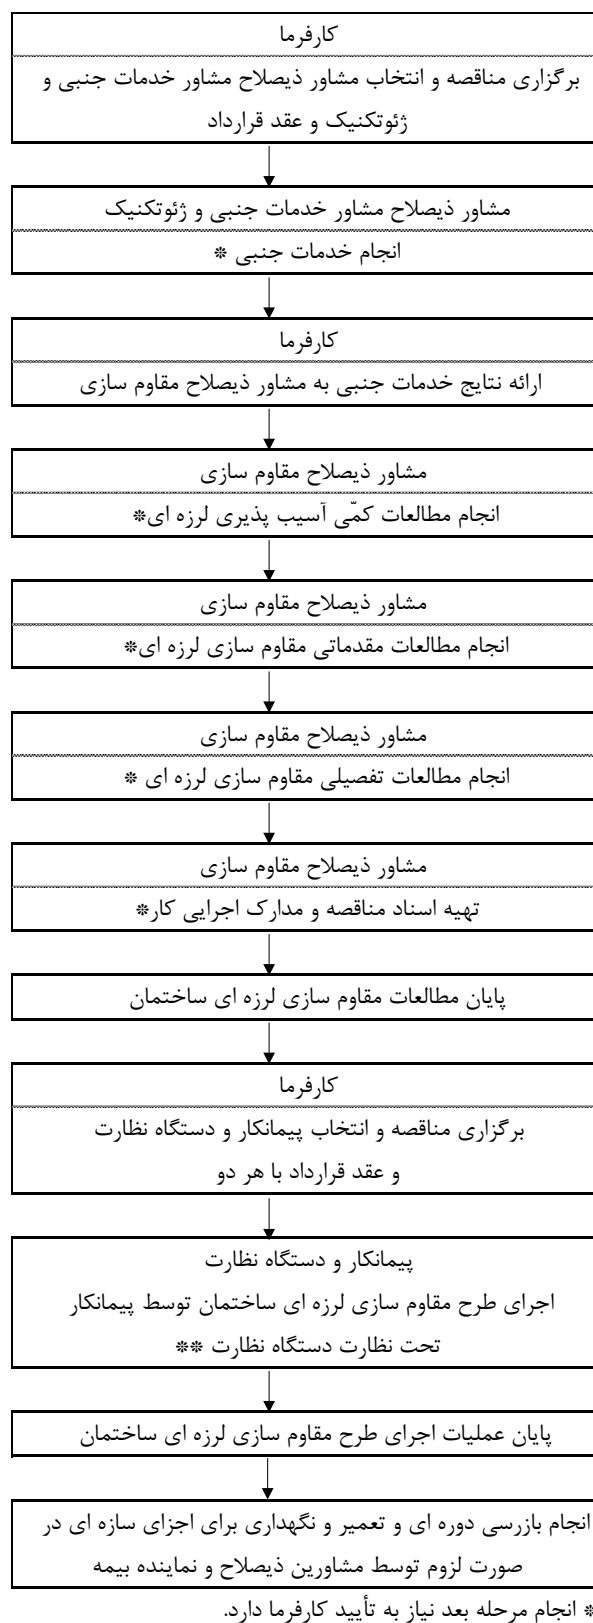 کارفرما
برگزاری مناقصه و انتخاب مشاور ذیصلاح مشاور خدمات جنبی و
ژئوتکنیک و عقد قرارداد
مشاور ذیصلاح مشاور خدمات جنبی و ژئوتکنیک
انجام خدمات جنبی *
کارفرما
ارائه نتایج خدمات جنبی به مشاور ذیصلاح مقاوم سازی
مشاور ذیصلاح مقاوم سازی
انجام مطالعات کمّی آسیب پذیری لرزه ای*
مشاور ذیصلاح مقاوم سازی
انجام مطالعات مقدماتی مقاوم سازی لرزه ای*
مشاور ذیصلاح مقاوم سازی
انجام مطالعات تفصیلی مقاوم سازی لرزه ای *
مشاور ذیصلاح مقاوم سازی
تهیه اسناد مناقصه و مدارک اجرایی کار*
پایان مطالعات مقاوم سازی لرزه ای ساختمان
کارفرما
برگزاری مناقصه و انتخاب پیمانکار و دستگاه نظارت
و عقد قرارداد با هر دو
پیمانکار و دستگاه نظارت
اجرای طرح مقاوم سازی لرزه ای ساختمان توسط پیمانکار
تحت نظارت دستگاه نظارت **
پایان عملیات اجرای طرح مقاوم سازی لرزه ای ساختمان
انجام بازرسی دوره ای و تعمیر و نگهداری برای اجزای سازه ای در
صورت لزوم توسط مشاورین ذیصلاح و نماینده بیمه
* انجام مرحله بعد نیاز به تأیید کارفرما دارد.